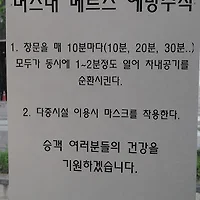 버스내 메르스 예방수칙
1. 창문을 매 10분마다(10분, 20분, 30분..)
모두가 동시에 1-2분정도 열어 차내공기를
순환시킨다.
2. 다중시설 이용시 마스크를 착용한다.
승객 여러분들의 건강을
기원하겠습니다.